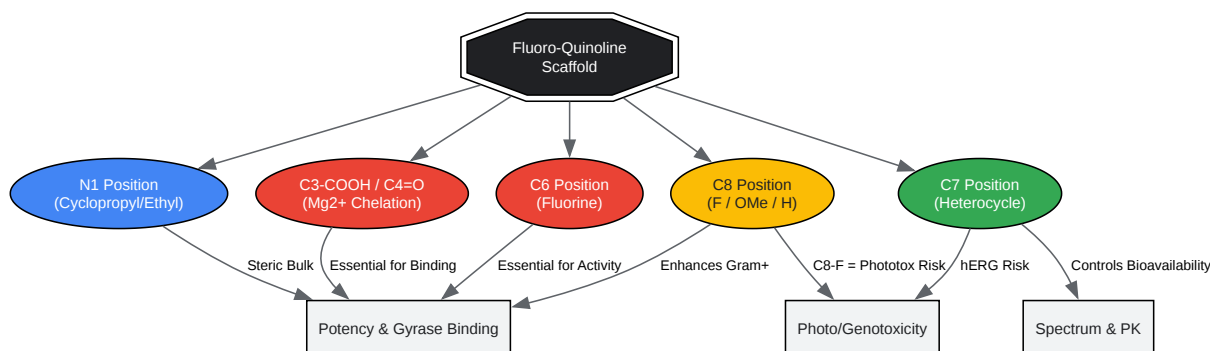 Fluoro-Quinoline
Scaffold
N1 Position
(Cyclopropyl/Ethyl)
C3-COOH / C4=O
(Mg2+ Chelation)
C6 Position
(Fluorine)
C8 Position
(F / OMe / H)
C7 Position
(Heterocycle)
Steric Bulk
Essential for Binding
Essential for Activity
Enhances Gram+
C8-F = Phototox Risk
hERG Risk
Controls Bioavailability
Potency & Gyrase Binding
Photo/Genotoxicity
Spectrum & PK